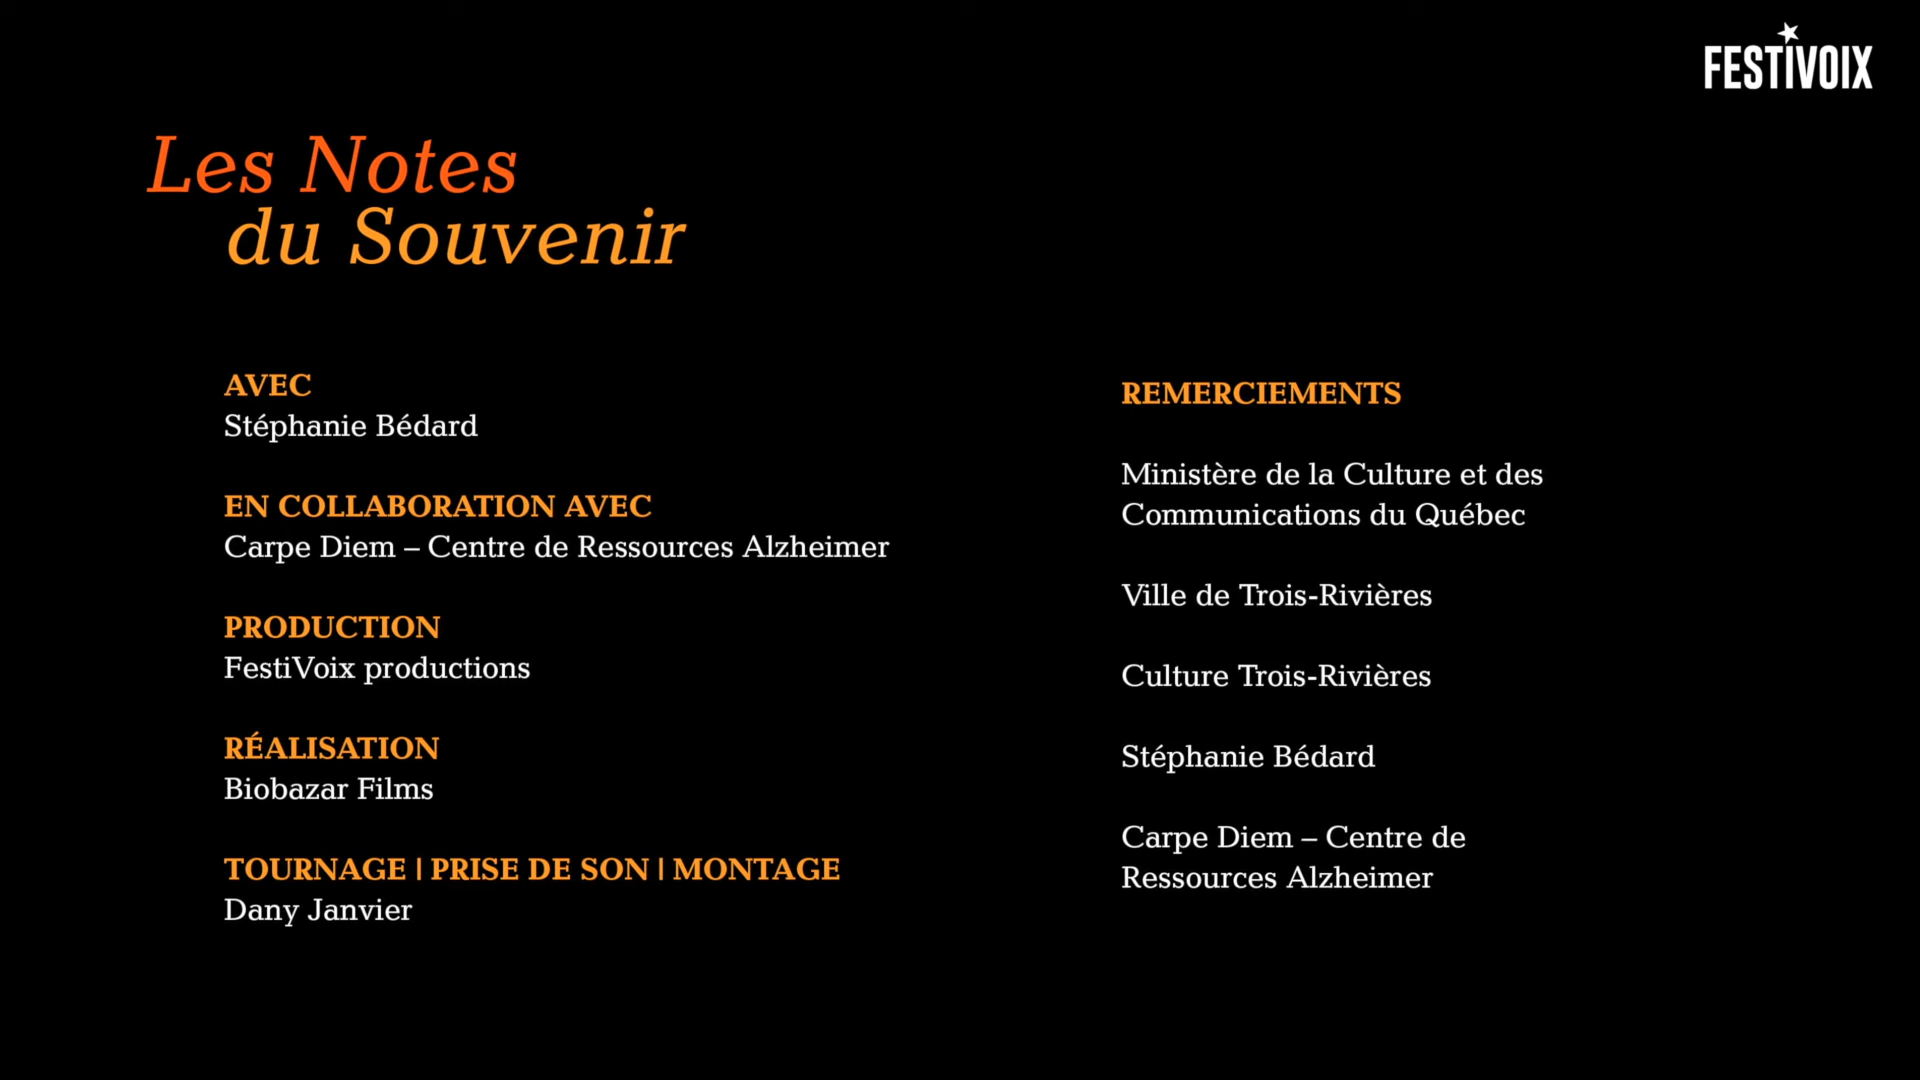 FESTIVOIX
Les Notes
du Souvenir
AVEC
Stéphanie Bédard
EN COLLABORATION AVEC
Carpe Diem – Centre de Ressources Alzheimer
PRODUCTION
FestiVoix productions
RÉALISATION
Biobazar Films
TOURNAGE | PRISE DE SON | MONTAGE
Dany Janvier
REMERCIEMENTS
Ministère de la Culture et des
Communications du Québec
Ville de Trois-Rivières
Culture Trois-Rivières
Stéphanie Bédard
Carpe Diem – Centre de
Ressources Alzheimer